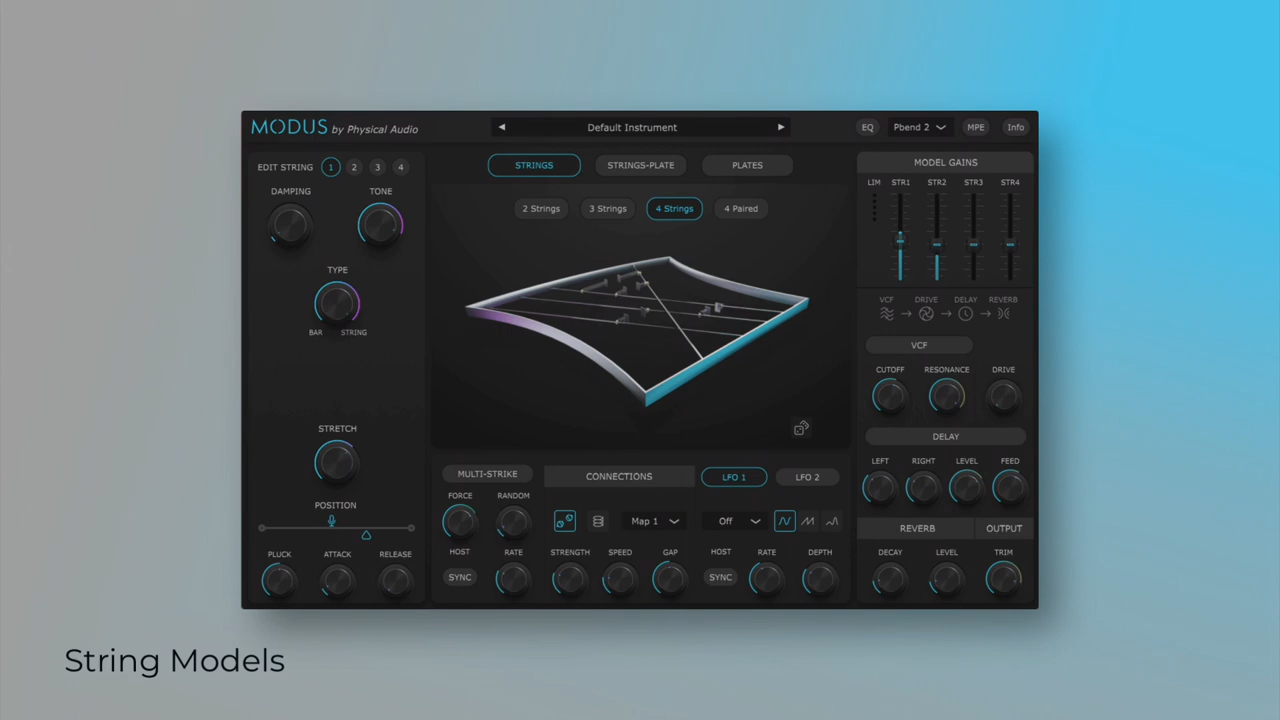 MODUS by Physical Audio
Default Instrument
EQ
Pbend 2
MPE
Info
EDIT STRING 1 2 3 4
DAMPING TONE
TYPE
BAR STRING
STRETCH
POSITION
PLUCK ATTACK RELEASE
STRINGS STRINGS-PLATE PLATES
2 Strings 3 Strings 4 Strings 4 Paired
MULTI-STRIKE
FORCE RANDOM
HOST RATE
SYNC
CONNECTIONS
Map 1
STRENGTH SPEED GAP
LFO 1 LFO 2
Off
HOST RATE DEPTH
SYNC
MODEL GAINS
LIM STR1 STR2 STR3 STR4
VCF DRIVE DELAY REVERB
VCF
CUTOFF RESONANCE DRIVE
DELAY
LEFT RIGHT LEVEL FEED
REVERB OUTPUT
DECAY LEVEL TRIM
String Models